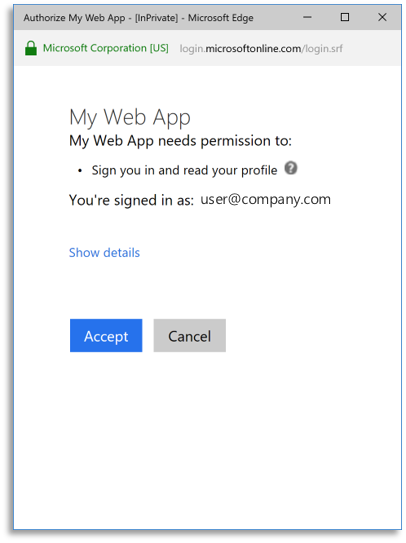 Authorize My Web App - [InPrivate] - Microsoft Edge
Microsoft Corporation [US] login.microsoftonline.com/login.srf
My Web App
My Web App needs permission to:
• Sign you in and read your profile ?
You're signed in as: user@company.com
Show details
Accept Cancel